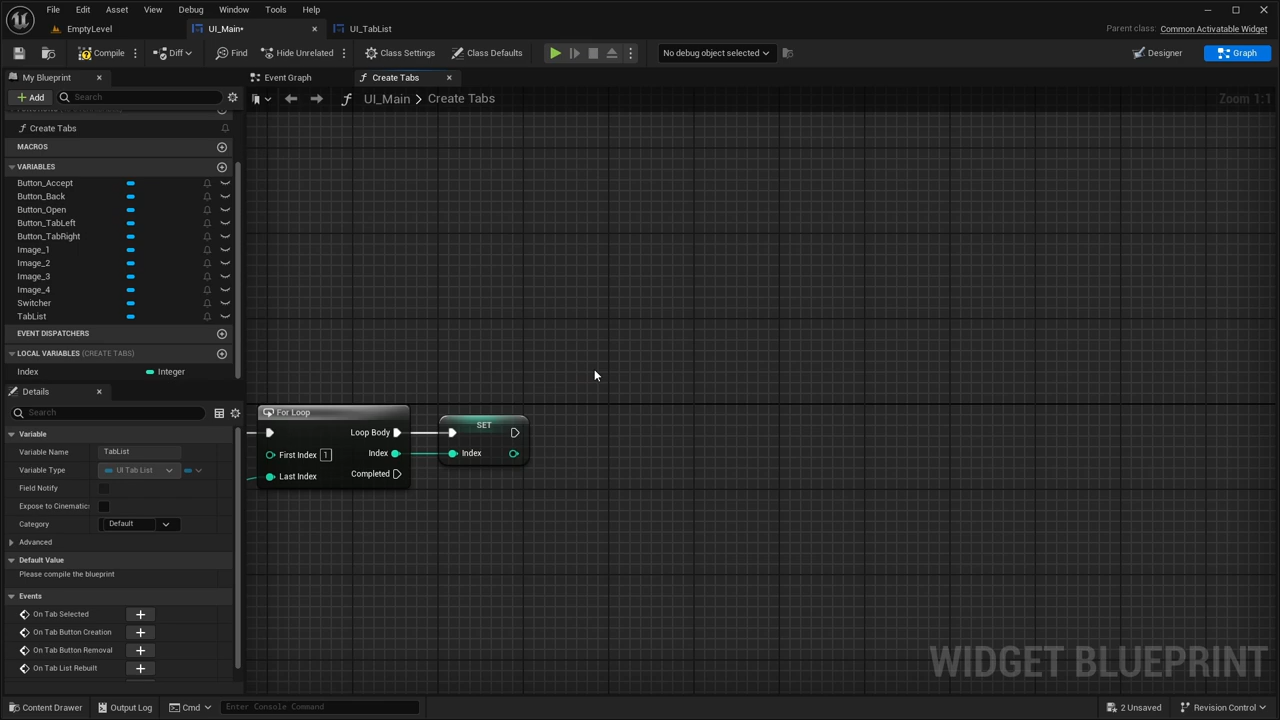 File Edit Asset View Debug Window Tools Help
EmptyLevel UI_Main* UI_TabList Parent class: Common Activatable Widget
Compile Diff Find Hide Unrelated Class Settings Class Defaults No debug object selected Designer Graph
My Blueprint Event Graph Create Tabs
Add Search UI_Main > Create Tabs Zoom 1:1
Create Tabs
MACROS
VARIABLES
Button_Accept
Button_Back
Button_Open
Button_TabLeft
Button_TabRight
Image_1
Image_2
Image_3
Image_4
Switcher
TabList
EVENT DISPATCHERS
LOCAL VARIABLES (CREATE TABS)
Index Integer
Details
Search
Variable
Variable Name TabList
Variable Type UI Tab List
Field Notify
Expose to Cinematic
Category Default
Advanced
Default Value
Please compile the blueprint
Events
On Tab Selected
On Tab Button Creation
On Tab Button Removal
On Tab List Rebuilt
For Loop
Loop Body
First Index 1 Index
Last Index Completed
SET
Index
WIDGET BLUEPRINT
Content Drawer Output Log Cmd Enter Console Command 2 Unsaved Revision Control